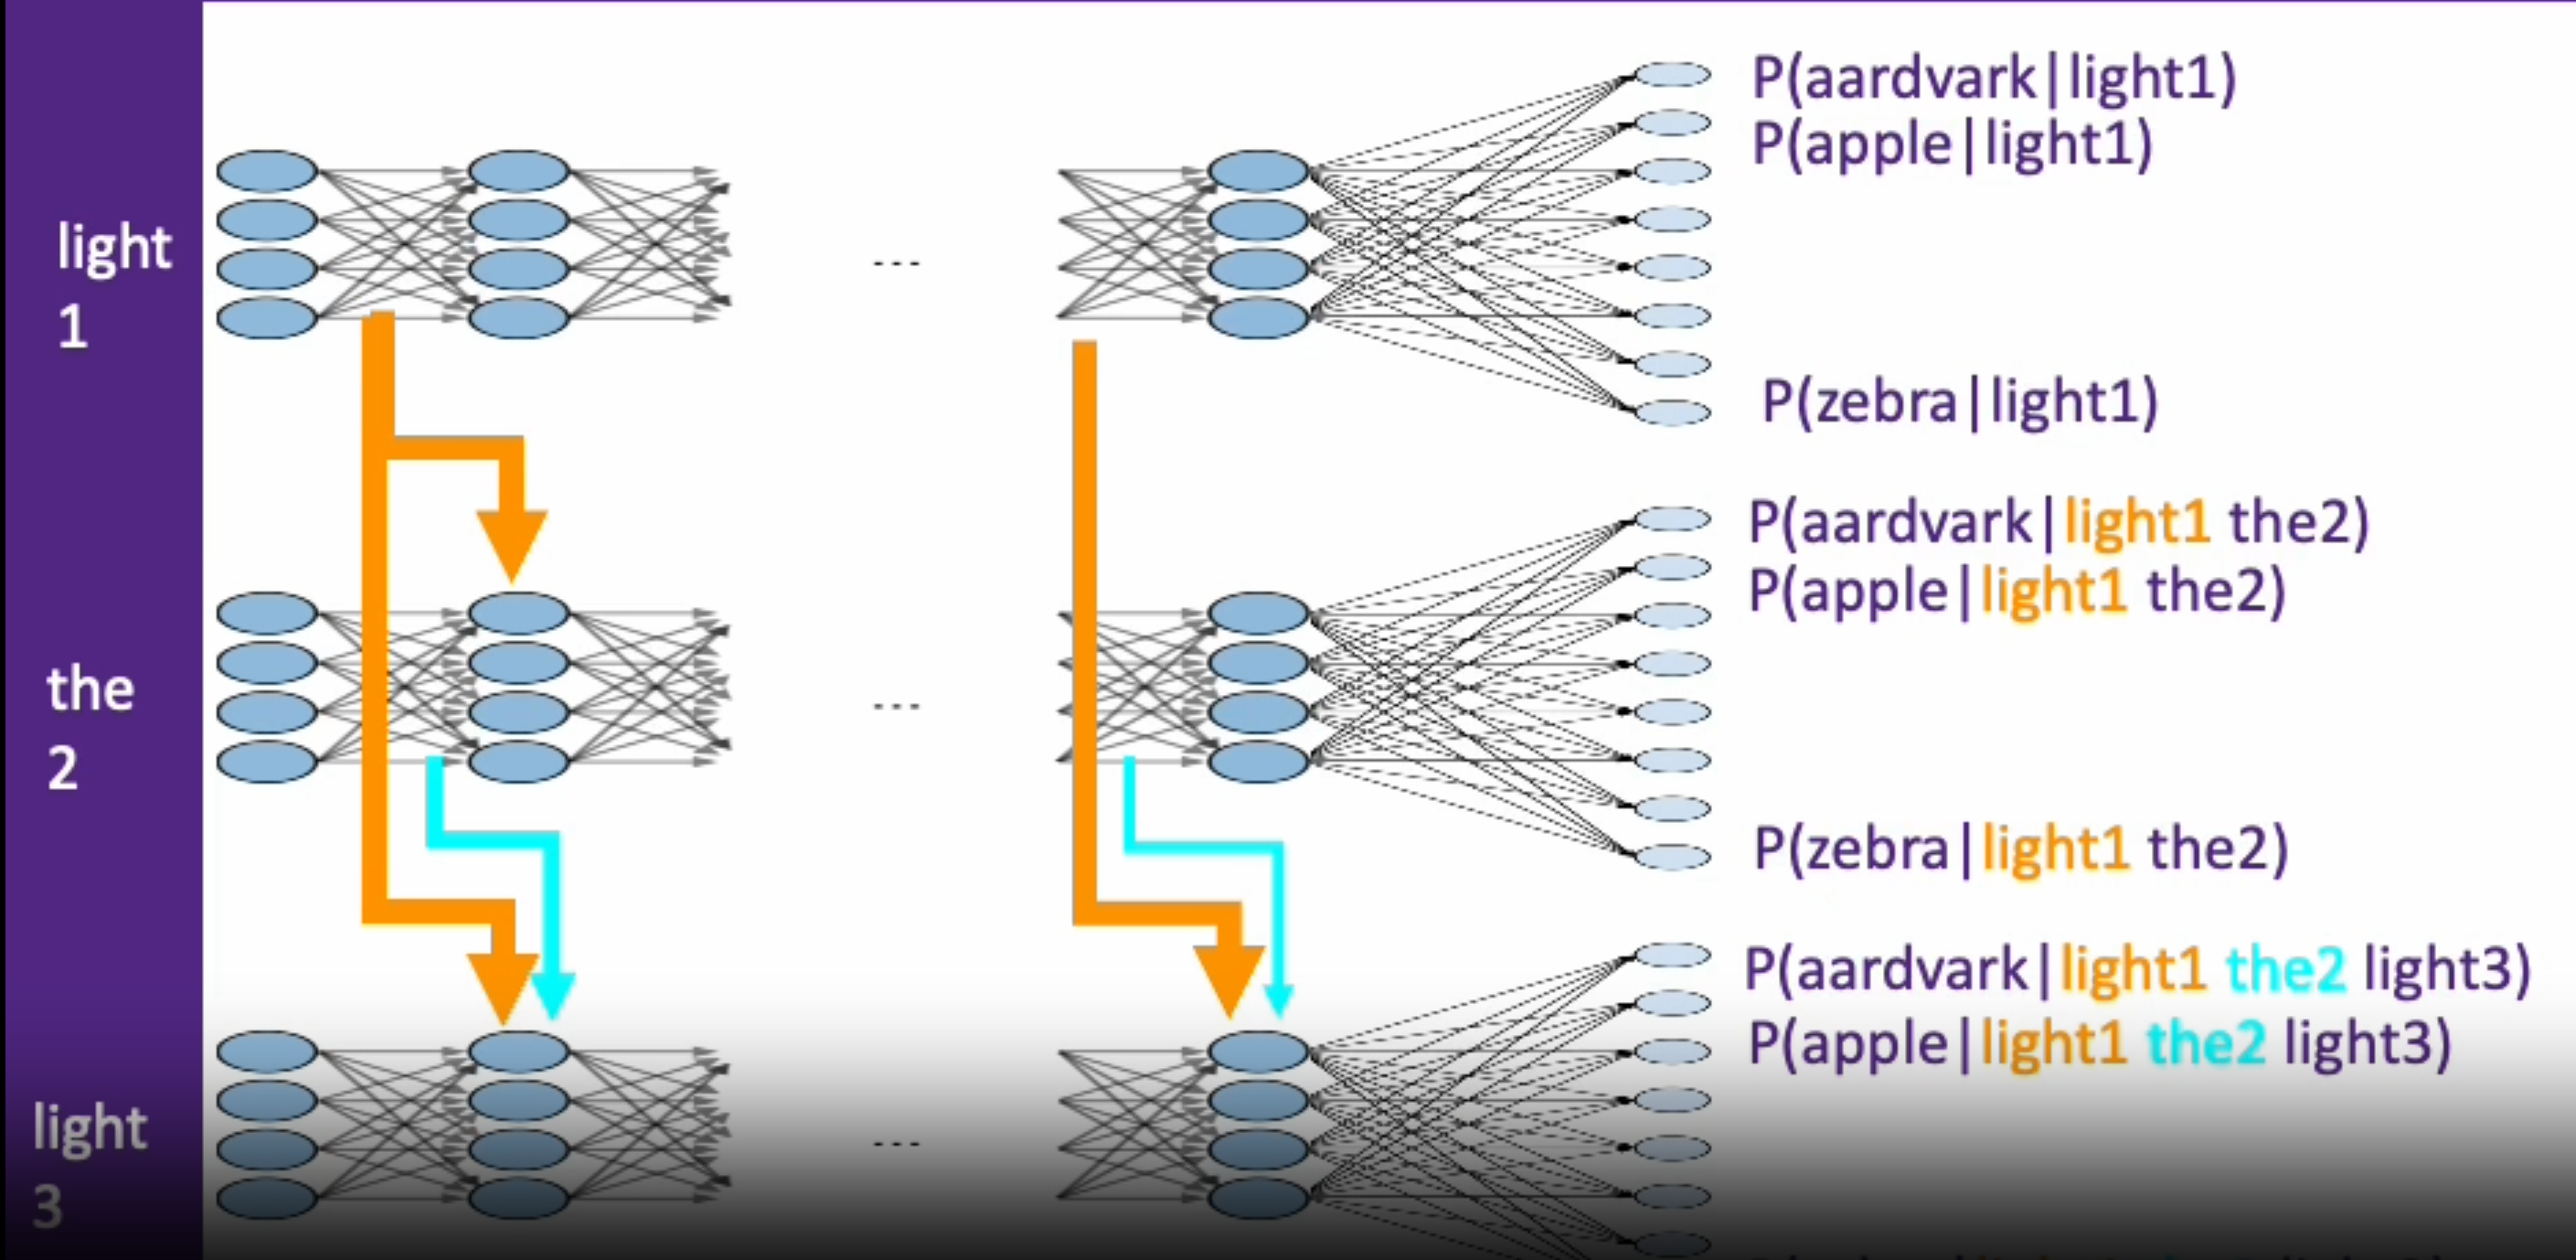 light
1
P(aardvark|light1)
P(apple|light1)
...
P(zebra|light1)
the
2
P(aardvark|light1 the2)
P(apple|light1 the2)
...
P(zebra|light1 the2)
light
3
P(aardvark|light1 the2 light3)
P(apple|light1 the2 light3)
...